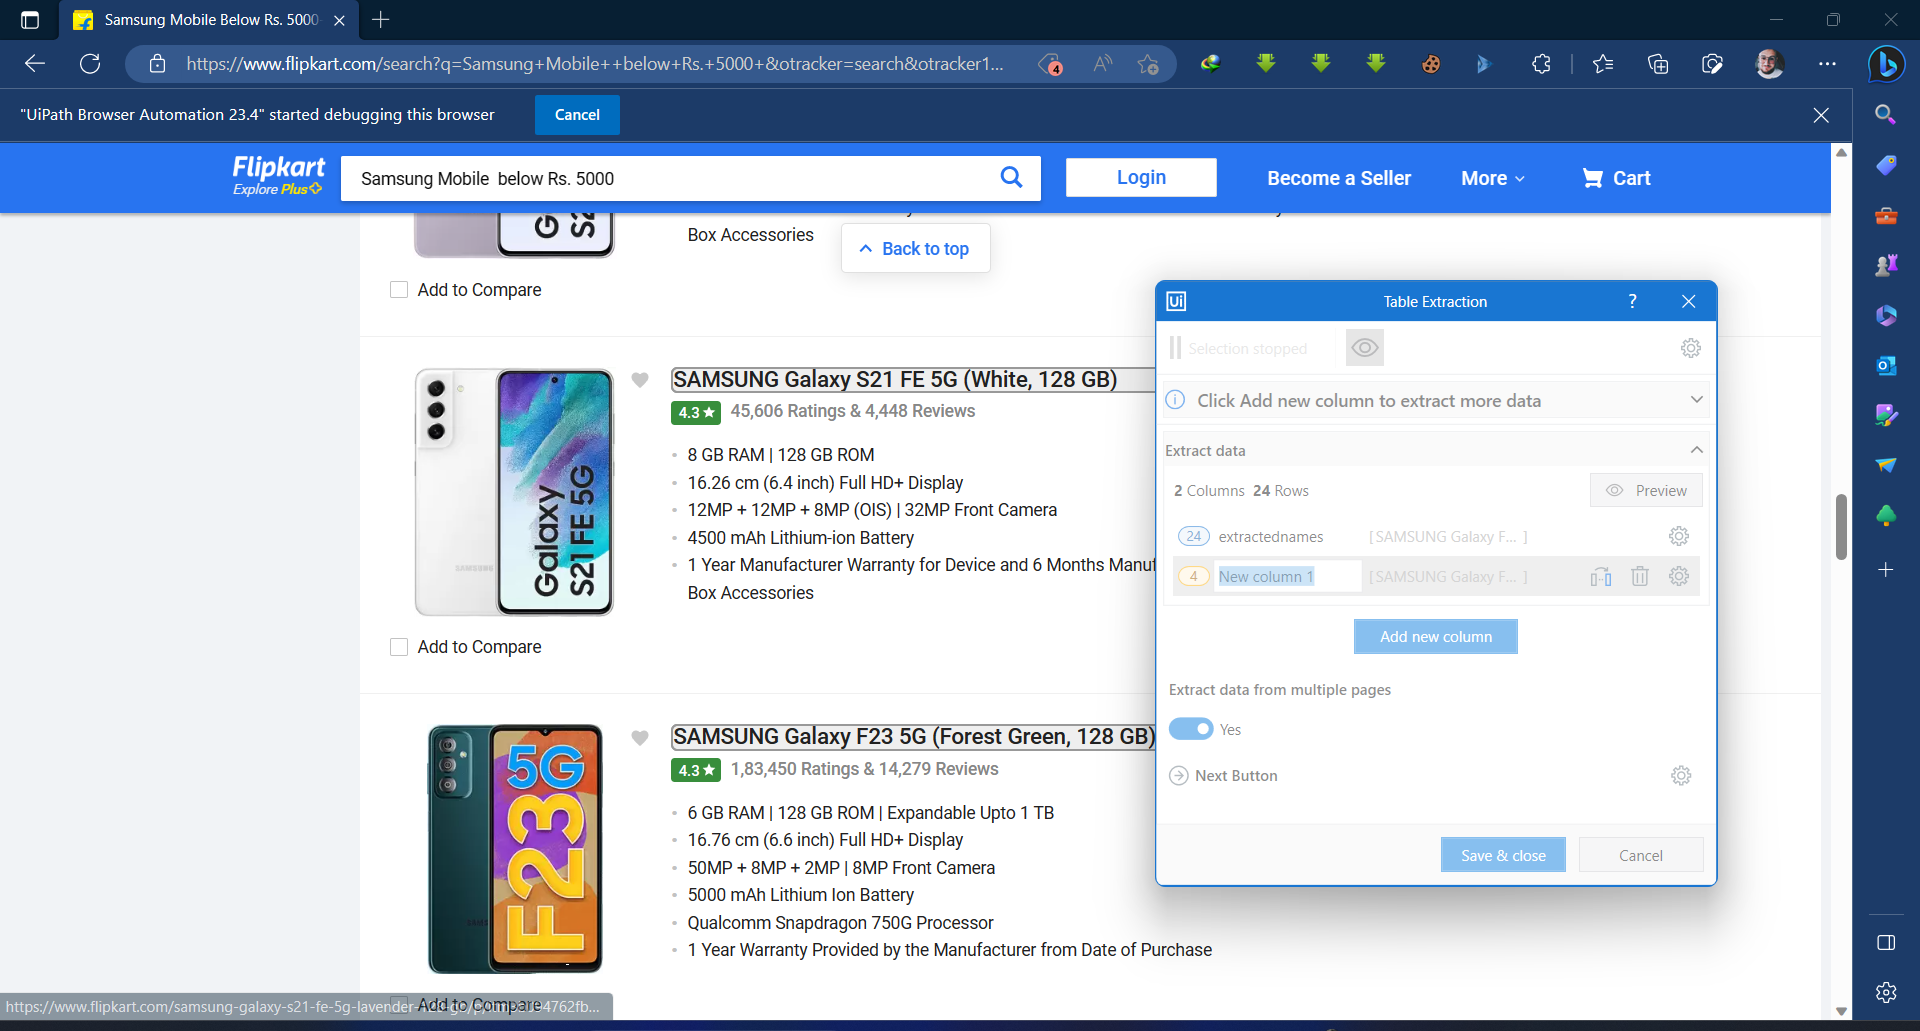 Samsung Mobile Below Rs. 5000
https://www.flipkart.com/search?q=Samsung+Mobile++below+Rs.+5000+&otracker=search&otracker1...
4
"UiPath Browser Automation 23.4" started debugging this browser
Cancel
Flipkart
Explore Plus
Samsung Mobile  below Rs. 5000
Login
Become a Seller
More
Cart
Box Accessories
Back to top
Add to Compare
SAMSUNG Galaxy S21 FE 5G (White, 128 GB)
4.3★ 45,606 Ratings & 4,448 Reviews
8 GB RAM | 128 GB ROM
16.26 cm (6.4 inch) Full HD+ Display
12MP + 12MP + 8MP (OIS) | 32MP Front Camera
4500 mAh Lithium-ion Battery
1 Year Manufacturer Warranty for Device and 6 Months Manuf
Box Accessories
SAMSUNG
Galaxy
S21 FE 5G
Add to Compare
SAMSUNG Galaxy F23 5G (Forest Green, 128 GB)
4.3★ 1,83,450 Ratings & 14,279 Reviews
6 GB RAM | 128 GB ROM | Expandable Upto 1 TB
16.76 cm (6.6 inch) Full HD+ Display
50MP + 8MP + 2MP | 8MP Front Camera
5000 mAh Lithium Ion Battery
Qualcomm Snapdragon 750G Processor
1 Year Warranty Provided by the Manufacturer from Date of Purchase
5G
F23
Add to Compare
Ui
Table Extraction
?
Selection stopped
Click Add new column to extract more data
Extract data
2 Columns 24 Rows
Preview
24 extractednames [ SAMSUNG Galaxy F... ]
4 New column 1 [ SAMSUNG Galaxy F... ]
Add new column
Extract data from multiple pages
Yes
Next Button
Save & close
Cancel